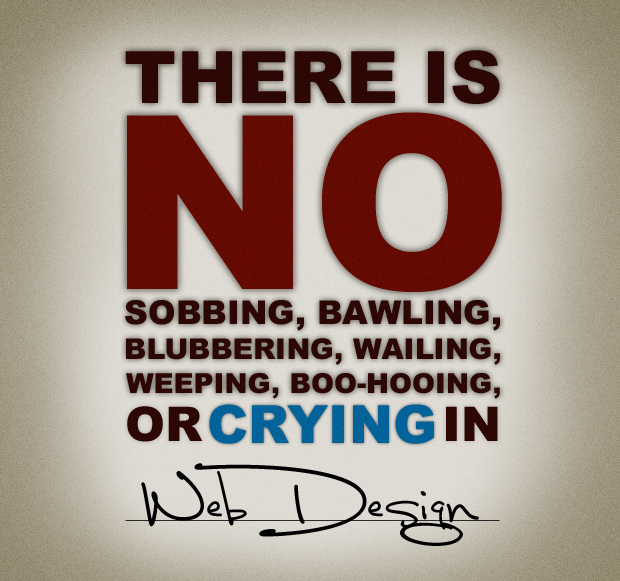 THERE IS
NO
SOBBING, BAWLING,
BLUBBERING, WAILING,
WEEPING, BOO-HOOING,
OR CRYING IN
Web Design